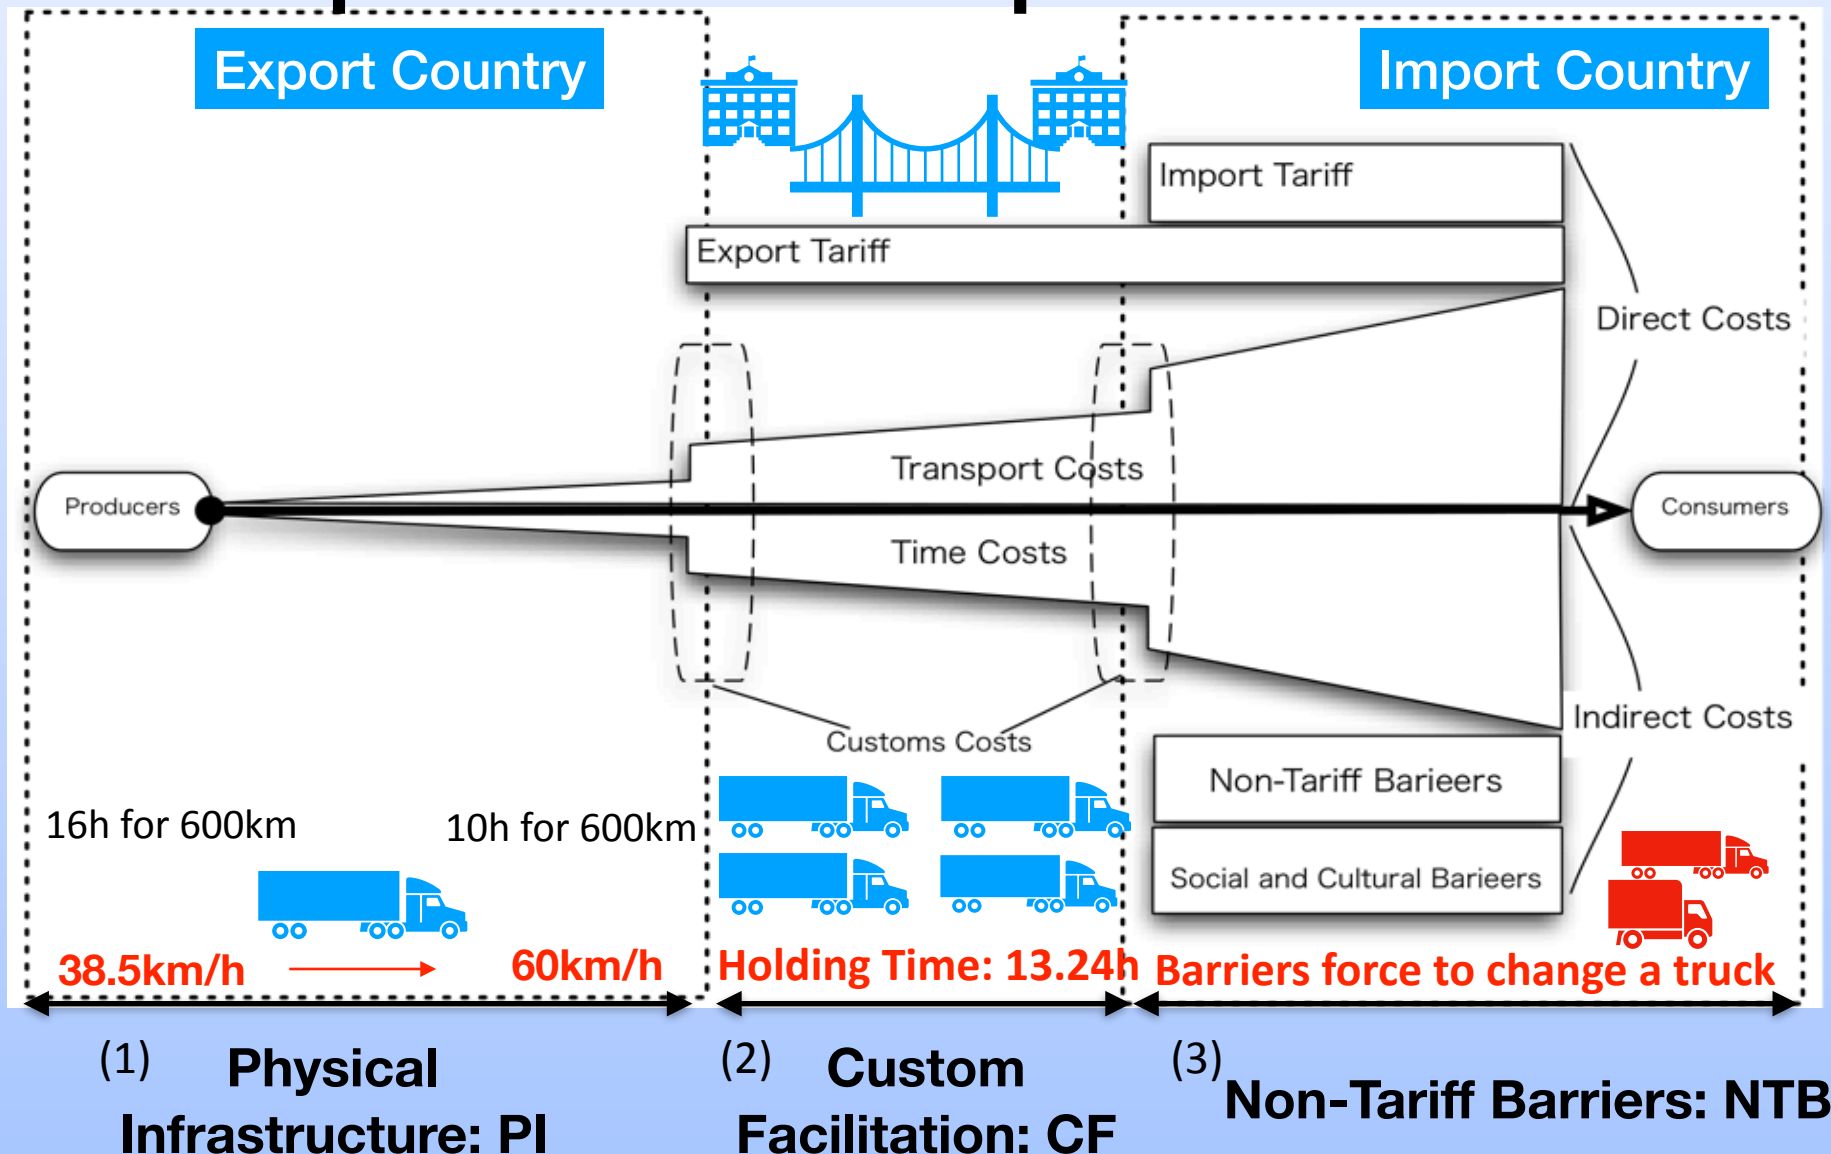 Export Country
Import Country
Import Tariff
Export Tariff
Direct Costs
Transport Costs
Producers
Consumers
Time Costs
Indirect Costs
Customs Costs
Non-Tariff Barieers
Social and Cultural Barieers
16h for 600km
10h for 600km
38.5km/h
60km/h
Holding Time: 13.24h
Barriers force to change a truck
(1) Physical
Infrastructure: PI
(2) Custom
Facilitation: CF
(3)
Non-Tariff Barriers: NTB